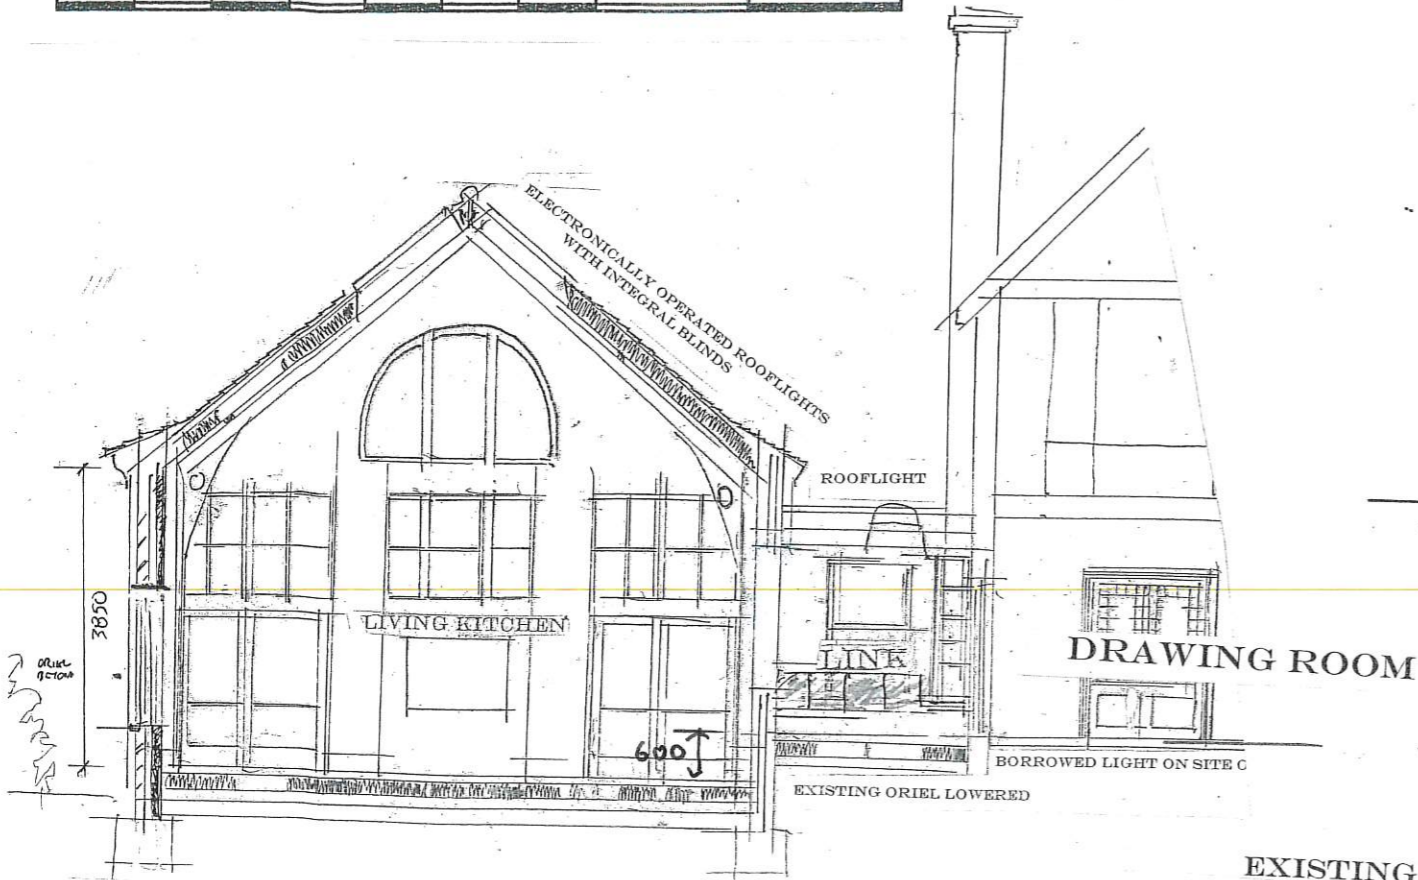 ELECTRONICALLY OPERATED ROOFLIGHTS
WITH INTEGRAL BLINDS
ROOFLIGHT
3850
LIVING KITCHEN
LINK
DRAWING ROOM
ORIEL
600
BORROWED LIGHT ON SITE
EXISTING ORIEL LOWERED
EXISTING